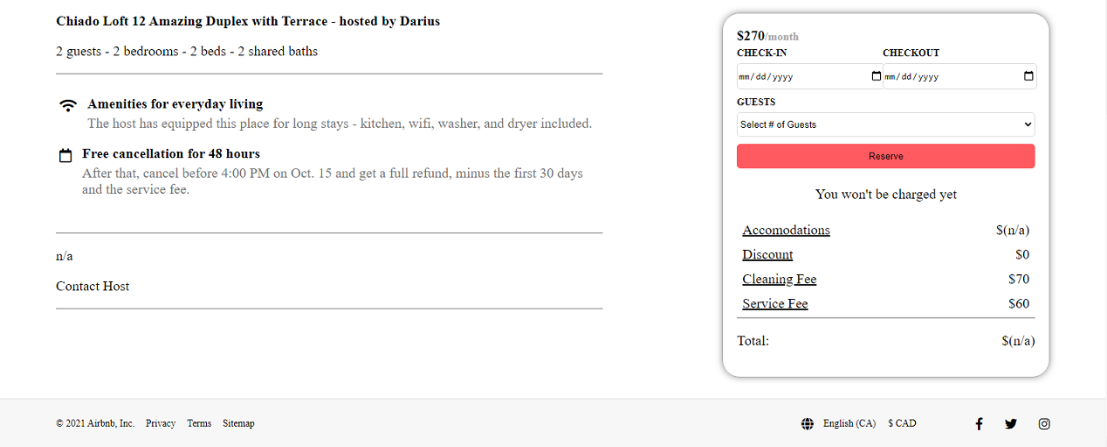 Chiado Loft 12 Amazing Duplex with Terrace - hosted by Darius
2 guests - 2 bedrooms - 2 beds - 2 shared baths
Amenities for everyday living
The host has equipped this place for long stays - kitchen, wifi, washer, and dryer included.
Free cancellation for 48 hours
After that, cancel before 4:00 PM on Oct. 15 and get a full refund, minus the first 30 days
and the service fee.
n/a
Contact Host
$270/month
CHECK-IN CHECKOUT
mm/dd/yyyy mm/dd/yyyy
GUESTS
Select # of Guests
Reserve
You won't be charged yet
Accomodations $(n/a)
Discount $0
Cleaning Fee $70
Service Fee $60
Total: $(n/a)
© 2021 Airbnb, Inc. Privacy Terms Sitemap English (CA) $ CAD